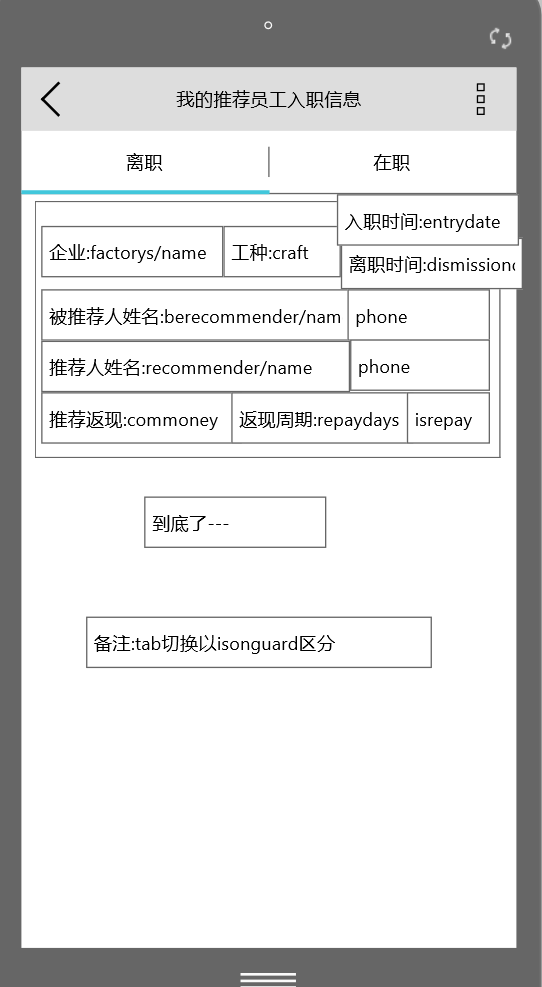 我的推荐员工入职信息
离职 在职
入职时间:entrydate
企业:factorys/name 工种:craft 离职时间:dismission
被推荐人姓名:berecommender/nam phone
推荐人姓名:recommender/name phone
推荐返现:commoney 返现周期:repaydays isrepay
到底了---
备注:tab切换以isonguard区分